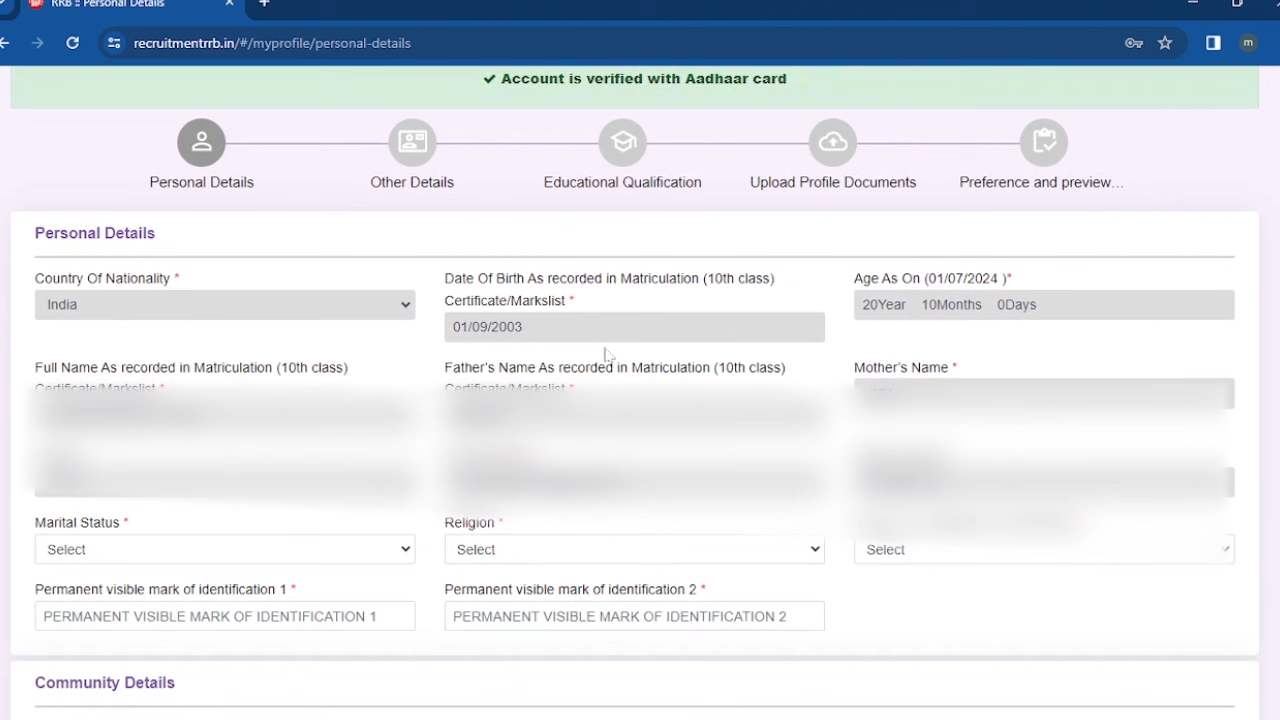 RRB :: Personal Details
recruitmentrrb.in/#/myprofile/personal-details
m
Account is verified with Aadhaar card
Personal Details
Other Details
Educational Qualification
Upload Profile Documents
Preference and preview...
Personal Details
Country Of Nationality *
Date Of Birth As recorded in Matriculation (10th class)
Certificate/Markslist *
Age As On (01/07/2024 )*
India
01/09/2003
20Year 10Months 0Days
Full Name As recorded in Matriculation (10th class)
Certificate/Markslist *
Father's Name As recorded in Matriculation (10th class)
Certificate/Markslist *
Mother's Name *
Marital Status *
Religion *
Select
Select
Select
Permanent visible mark of identification 1 *
Permanent visible mark of identification 2 *
PERMANENT VISIBLE MARK OF IDENTIFICATION 1
PERMANENT VISIBLE MARK OF IDENTIFICATION 2
Community Details